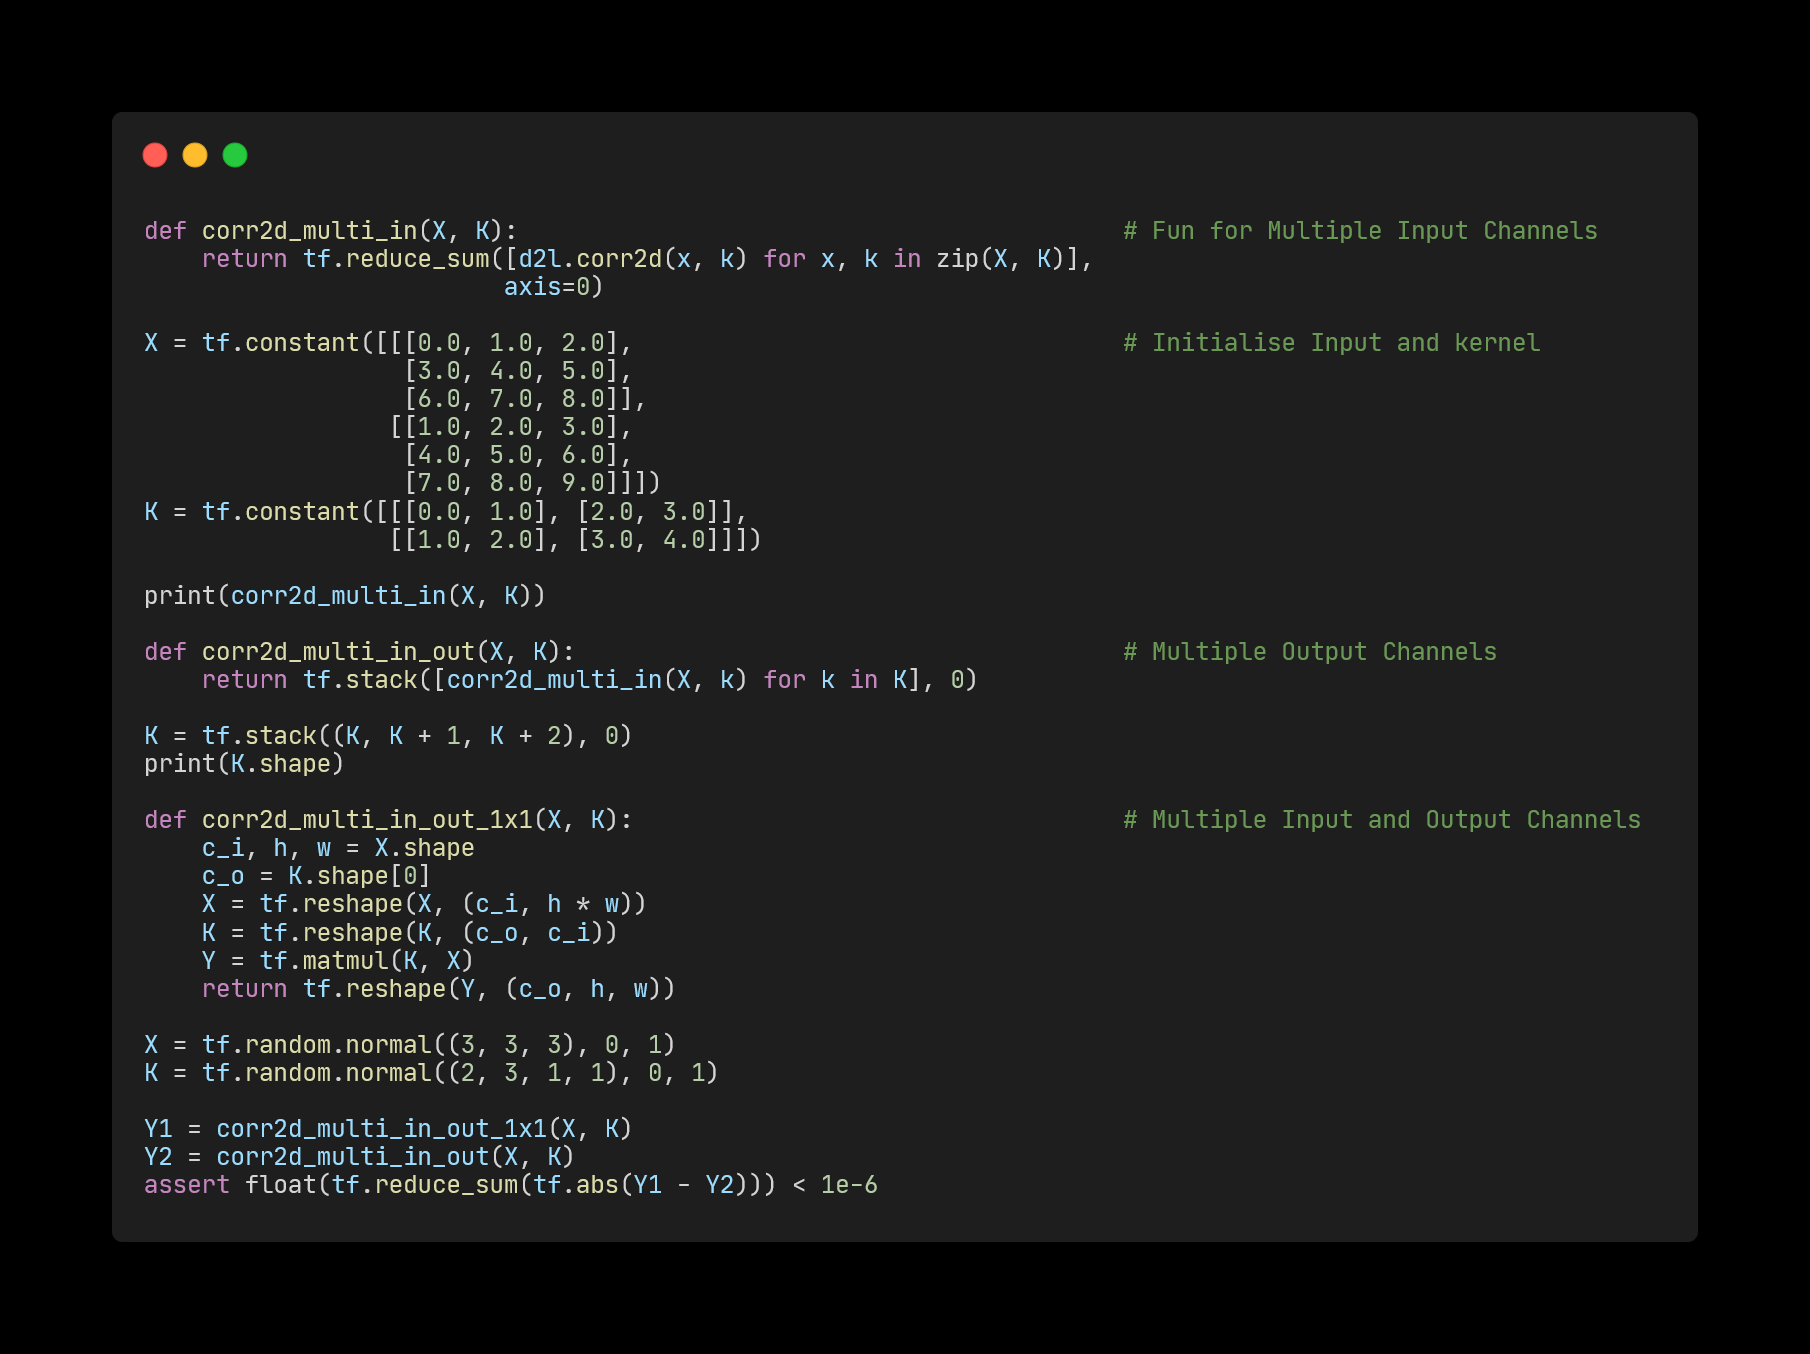 def corr2d_multi_in(X, K):                                          # Fun for Multiple Input Channels
    return tf.reduce_sum([d2l.corr2d(x, k) for x, k in zip(X, K)],
                         axis=0)

X = tf.constant([[[0.0, 1.0, 2.0],                                  # Initialise Input and kernel
                  [3.0, 4.0, 5.0],
                  [6.0, 7.0, 8.0]],
                 [[1.0, 2.0, 3.0],
                  [4.0, 5.0, 6.0],
                  [7.0, 8.0, 9.0]]])
K = tf.constant([[[0.0, 1.0], [2.0, 3.0]],
                 [[1.0, 2.0], [3.0, 4.0]]])

print(corr2d_multi_in(X, K))

def corr2d_multi_in_out(X, K):                                      # Multiple Output Channels
    return tf.stack([corr2d_multi_in(X, k) for k in K], 0)

K = tf.stack((K, K + 1, K + 2), 0)
print(K.shape)

def corr2d_multi_in_out_1x1(X, K):                                  # Multiple Input and Output Channels
    c_i, h, w = X.shape
    c_o = K.shape[0]
    X = tf.reshape(X, (c_i, h * w))
    K = tf.reshape(K, (c_o, c_i))
    Y = tf.matmul(K, X)
    return tf.reshape(Y, (c_o, h, w))

X = tf.random.normal((3, 3, 3), 0, 1)
K = tf.random.normal((2, 3, 1, 1), 0, 1)

Y1 = corr2d_multi_in_out_1x1(X, K)
Y2 = corr2d_multi_in_out(X, K)
assert float(tf.reduce_sum(tf.abs(Y1 - Y2))) < 1e-6